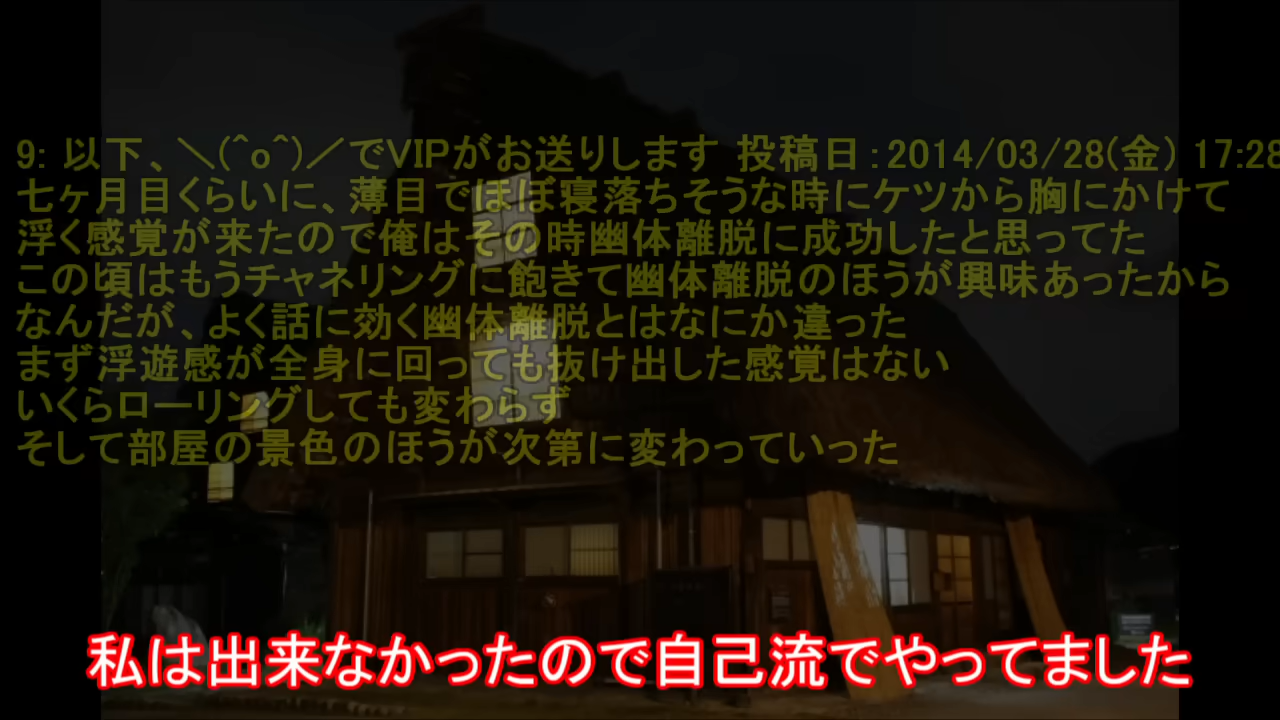 9: 以下、＼(^o^)／でVIPがお送りします 投稿日：2014/03/28(金) 17:28
七ヶ月目くらいに、薄目でほぼ寝落ちそうな時にケツから胸にかけて
浮く感覚が来たので俺はその時幽体離脱に成功したと思ってた
この頃はもうチャネリングに飽きて幽体離脱のほうが興味あったから
なんだが、よく話に効く幽体離脱とはなにか違った
まず浮遊感が全身に回っても抜け出した感覚はない
いくらローリングしても変わらず
そして部屋の景色のほうが次第に変わっていった
私は出来なかったので自己流でやってました